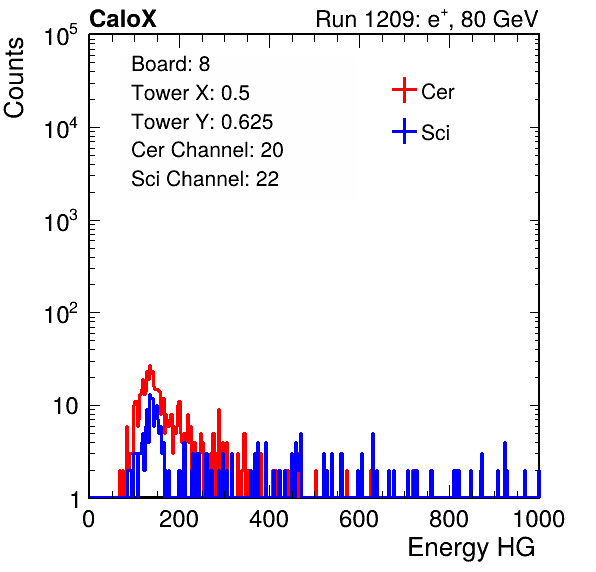 CaloX Run 1209: e⁺, 80 GeV
Counts
10⁵
10⁴
10³
10²
10
1
Board: 8
Tower X: 0.5
Tower Y: 0.625
Cer Channel: 20
Sci Channel: 22
Cer
Sci
0 200 400 600 800 1000
Energy HG